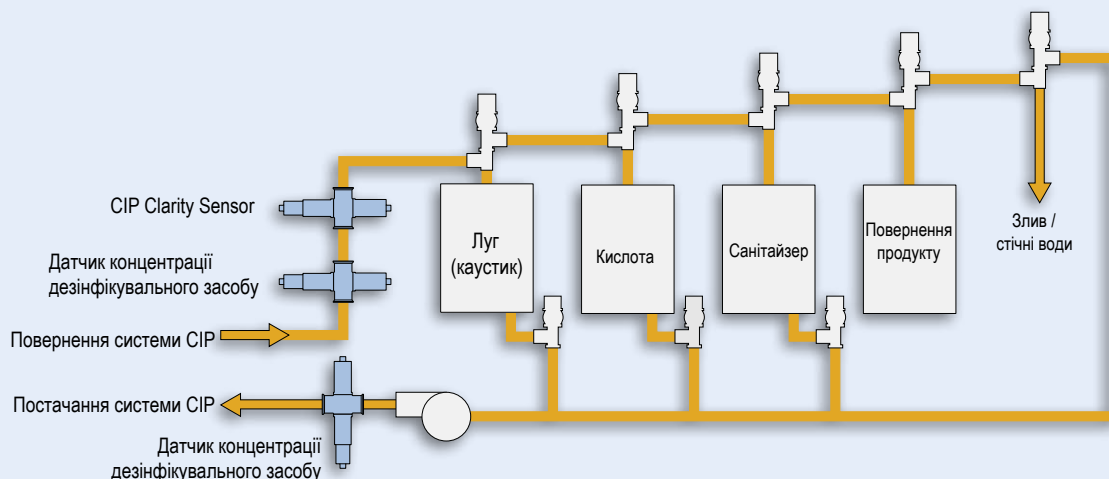 CIP Clarity Sensor
Датчик концентрації
дезінфікувального засобу
Повернення системи CIP
Постачання системи CIP
Датчик концентрації
дезінфікувального засобу
Луг
(каустик)
Кислота
Санітайзер
Повернення
продукту
Злив /
стічні води